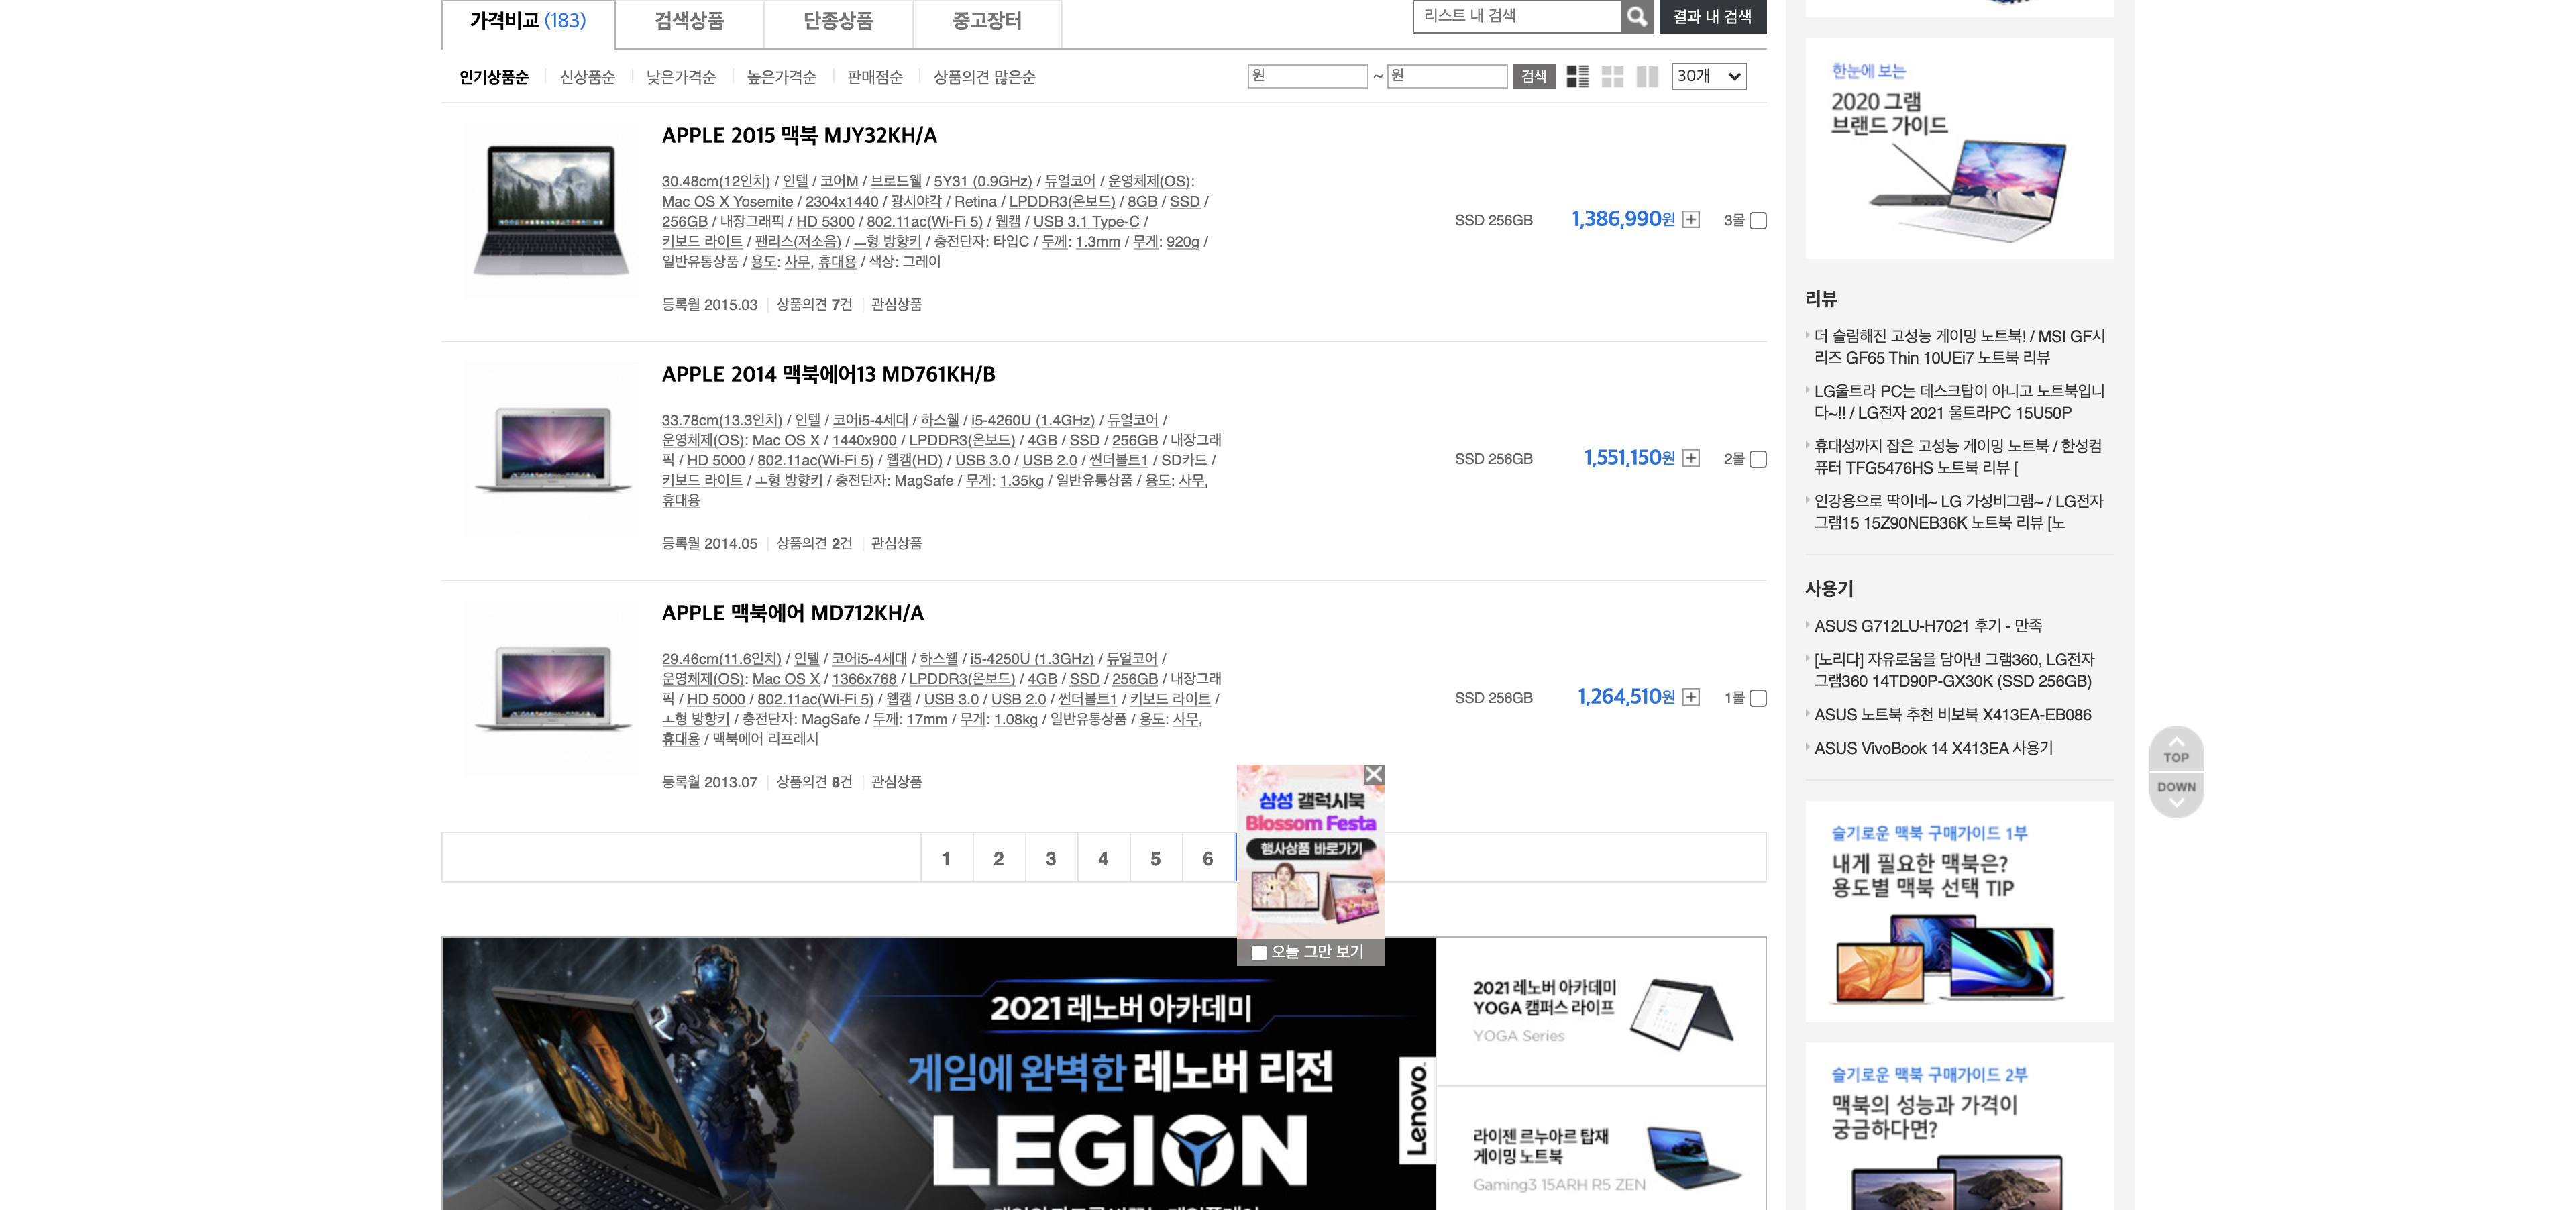 가격비교 (183)
검색상품
단종상품
중고장터
리스트 내 검색
결과 내 검색
인기상품순
신상품순
낮은가격순
높은가격순
판매점순
상품의견 많은순
원
~ 원
검색
30개
APPLE 2015 맥북 MJY32KH/A
30.48cm(12인치) / 인텔 / 코어M / 브로드웰 / 5Y31 (0.9GHz) / 듀얼코어 / 운영체제(OS):
Mac OS X Yosemite / 2304x1440 / 광시야각 / Retina / LPDDR3(온보드) / 8GB / SSD /
256GB / 내장그래픽 / HD 5300 / 802.11ac(Wi-Fi 5) / 웹캠 / USB 3.1 Type-C /
키보드 라이트 / 팬리스(저소음) / ㅡ형 방향키 / 충전단자: 타입C / 두께: 1.3mm / 무게: 920g /
일반유통상품 / 용도: 사무, 휴대용 / 색상: 그레이
등록월 2015.03
상품의견 7건
관심상품
SSD 256GB
1,386,990원
3몰
APPLE 2014 맥북에어13 MD761KH/B
33.78cm(13.3인치) / 인텔 / 코어i5-4세대 / 하스웰 / i5-4260U (1.4GHz) / 듀얼코어 /
운영체제(OS): Mac OS X / 1440x900 / LPDDR3(온보드) / 4GB / SSD / 256GB / 내장그래
픽 / HD 5000 / 802.11ac(Wi-Fi 5) / 웹캠(HD) / USB 3.0 / USB 2.0 / 썬더볼트1 / SD카드 /
키보드 라이트 / ㅗ형 방향키 / 충전단자: MagSafe / 무게: 1.35kg / 일반유통상품 / 용도: 사무,
휴대용
등록월 2014.05
상품의견 2건
관심상품
SSD 256GB
1,551,150원
2몰
APPLE 맥북에어 MD712KH/A
29.46cm(11.6인치) / 인텔 / 코어i5-4세대 / 하스웰 / i5-4250U (1.3GHz) / 듀얼코어 /
운영체제(OS): Mac OS X / 1366x768 / LPDDR3(온보드) / 4GB / SSD / 256GB / 내장그래
픽 / HD 5000 / 802.11ac(Wi-Fi 5) / 웹캠 / USB 3.0 / USB 2.0 / 썬더볼트1 / 키보드 라이트 /
ㅗ형 방향키 / 충전단자: MagSafe / 두께: 17mm / 무게: 1.08kg / 일반유통상품 / 용도: 사무,
휴대용 / 맥북에어 리프레시
등록월 2013.07
상품의견 8건
관심상품
SSD 256GB
1,264,510원
1몰
1
2
3
4
5
6
삼성 갤럭시북
Blossom Festa
행사상품 바로가기
오늘 그만 보기
2021 레노버 아카데미
게임에 완벽한 레노버 리전
LEGION
Lenovo
2021 레노버 아카데미
YOGA 캠퍼스 라이프
YOGA Series
라이젠 르누아르 탑재
게이밍 노트북
Gaming3 15ARH R5 ZEN
한눈에 보는
2020 그램
브랜드 가이드
리뷰
더 슬림해진 고성능 게이밍 노트북! / MSI GF시
리즈 GF65 Thin 10UEi7 노트북 리뷰
LG울트라 PC는 데스크탑이 아니고 노트북입니
다~!! / LG전자 2021 울트라PC 15U50P
휴대성까지 잡은 고성능 게이밍 노트북 / 한성컴
퓨터 TFG5476HS 노트북 리뷰 [
인강용으로 딱이네~ LG 가성비그램~ / LG전자
그램15 15Z90NEB36K 노트북 리뷰 [노
사용기
ASUS G712LU-H7021 후기 - 만족
[노리다] 자유로움을 담아낸 그램360, LG전자
그램360 14TD90P-GX30K (SSD 256GB)
ASUS 노트북 추천 비보북 X413EA-EB086
ASUS VivoBook 14 X413EA 사용기
슬기로운 맥북 구매가이드 1부
내게 필요한 맥북은?
용도별 맥북 선택 TIP
슬기로운 맥북 구매가이드 2부
맥북의 성능과 가격이
궁금하다면?
TOP
DOWN